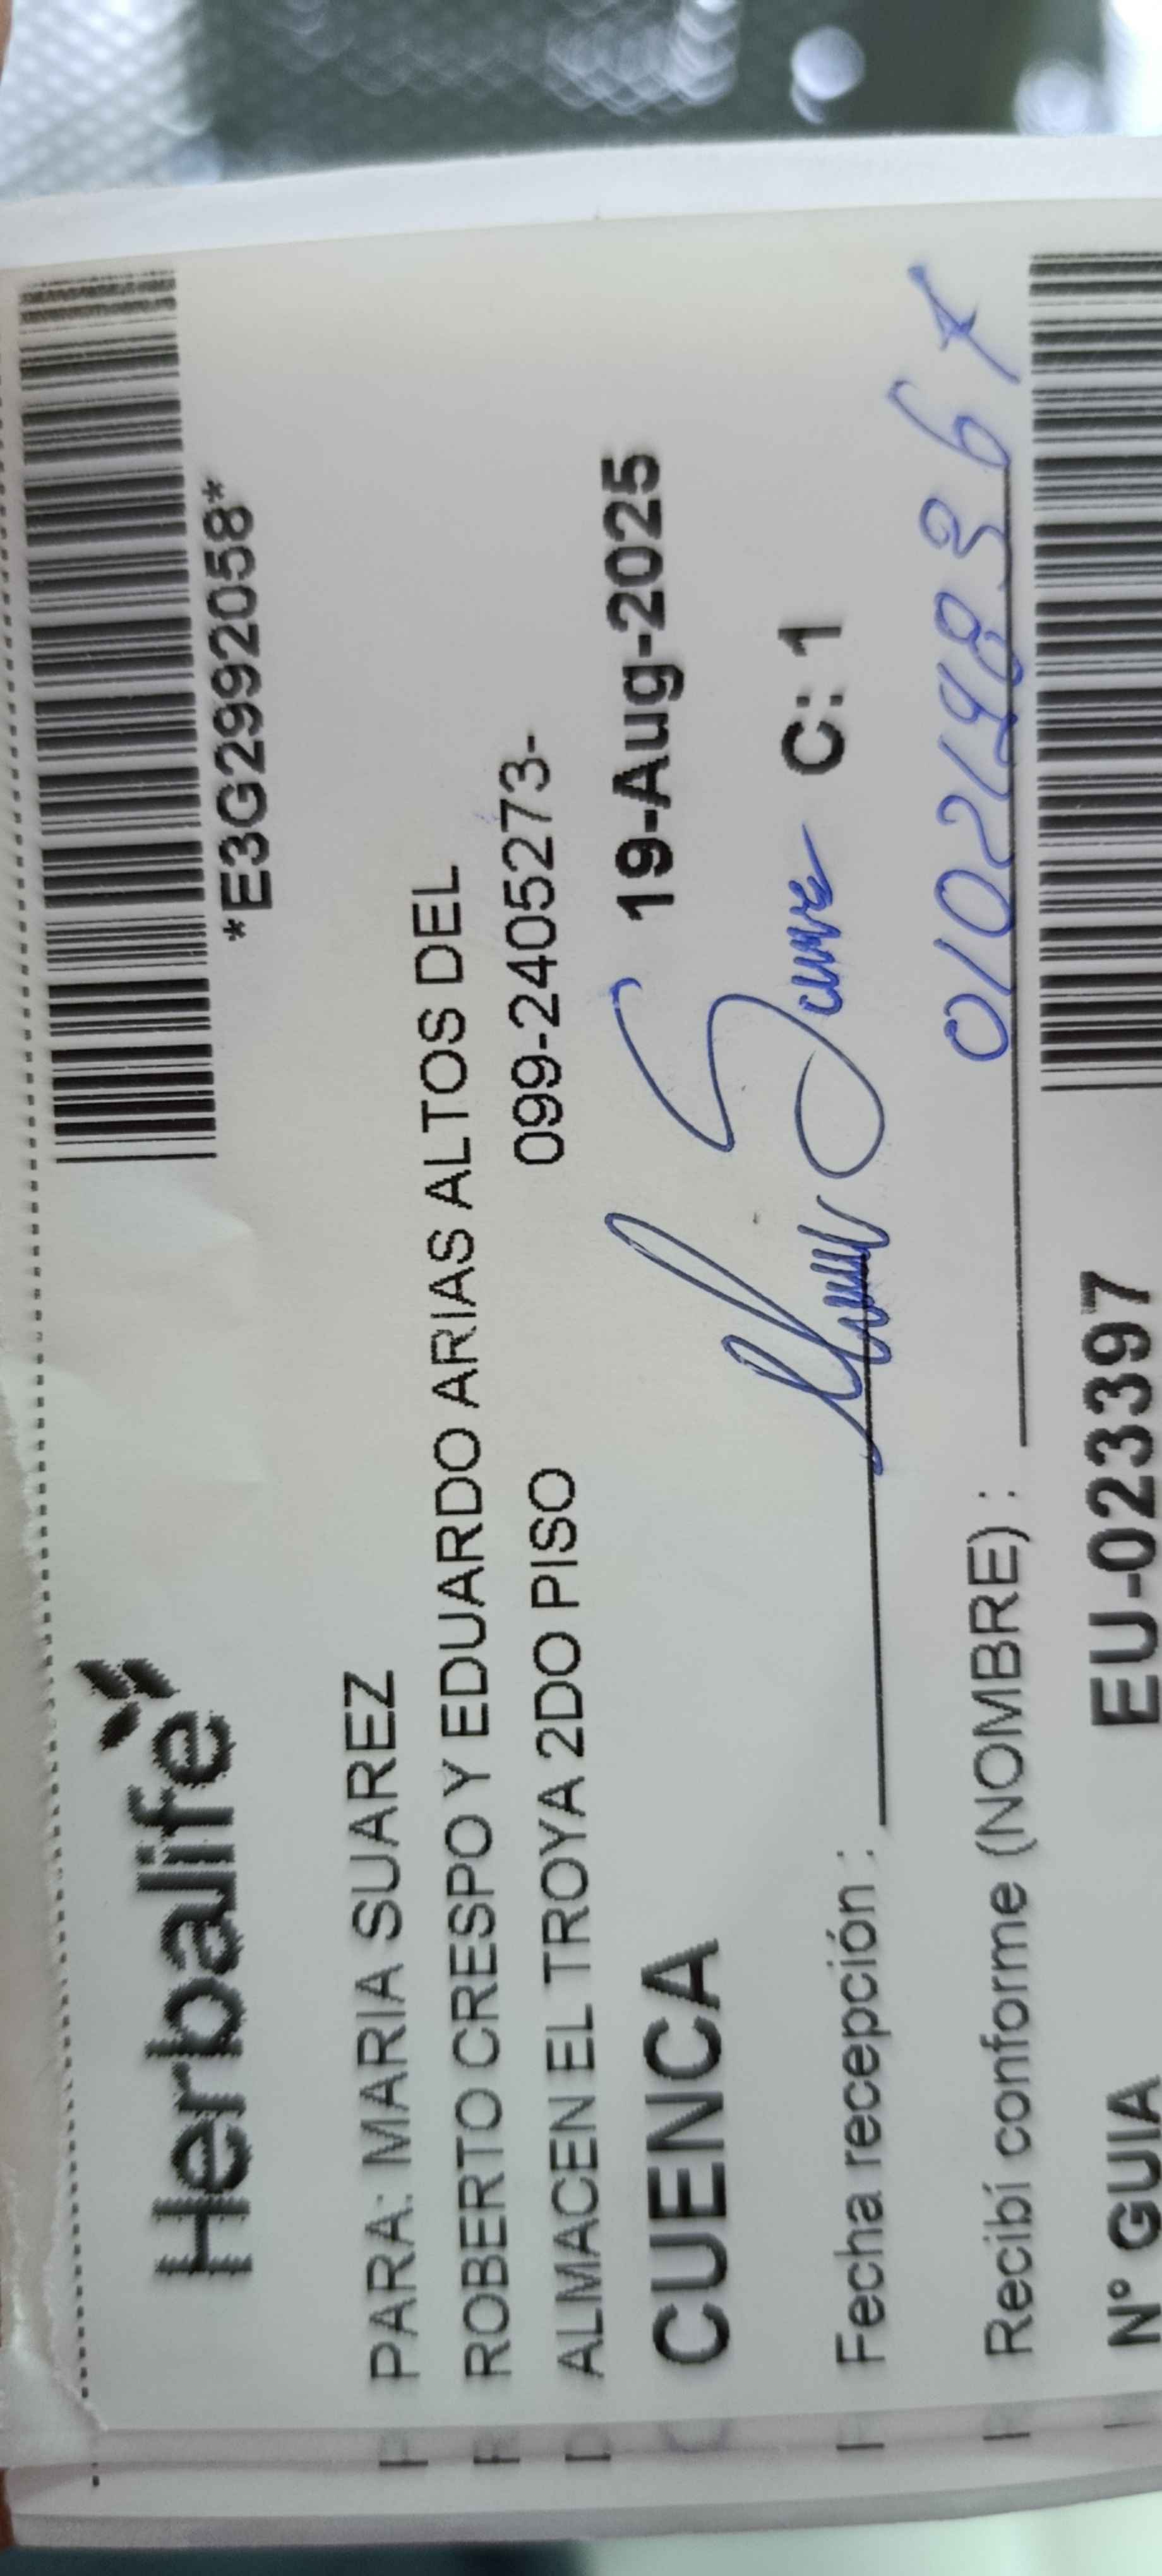 Herbalife
*E3G2992058*
PARA: MARIA SUAREZ
ROBERTO CRESPO Y EDUARDO ARIAS ALTOS DEL
ALMACEN EL TROYA 2DO PISO 099-2405273-
CUENCA 19-Aug-2025
C: 1
Fecha recepción :
Recibí conforme (NOMBRE) :
N° GUIA EU-023397